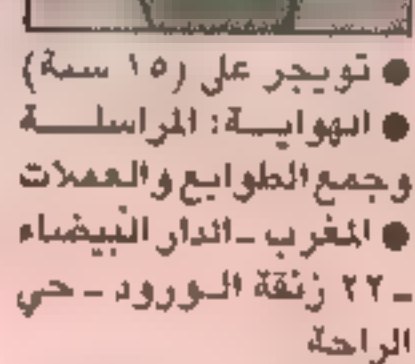 ● تويجر علي (١٥ سنة)
● الهواية: المراسلة
وجمع الطوابع والعملات
● المغرب - الدار البيضاء
- ٢٢ زنقة الورود - حي
الراحة